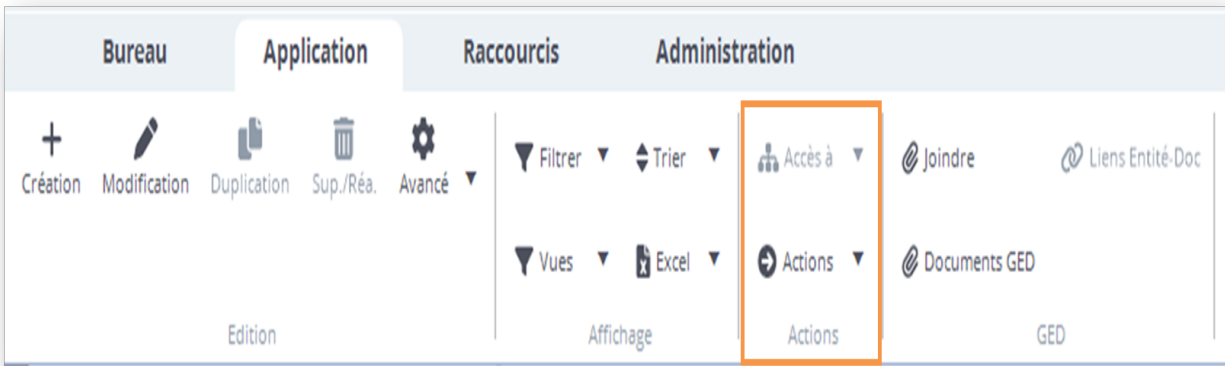 Bureau Application Raccourcis Administration
Filtrer Trier Accès à Joindre Liens Entité-Doc
Création Modification Duplication Sup./Réa. Avancé
Vues Excel Actions Documents GED
Edition Affichage Actions GED